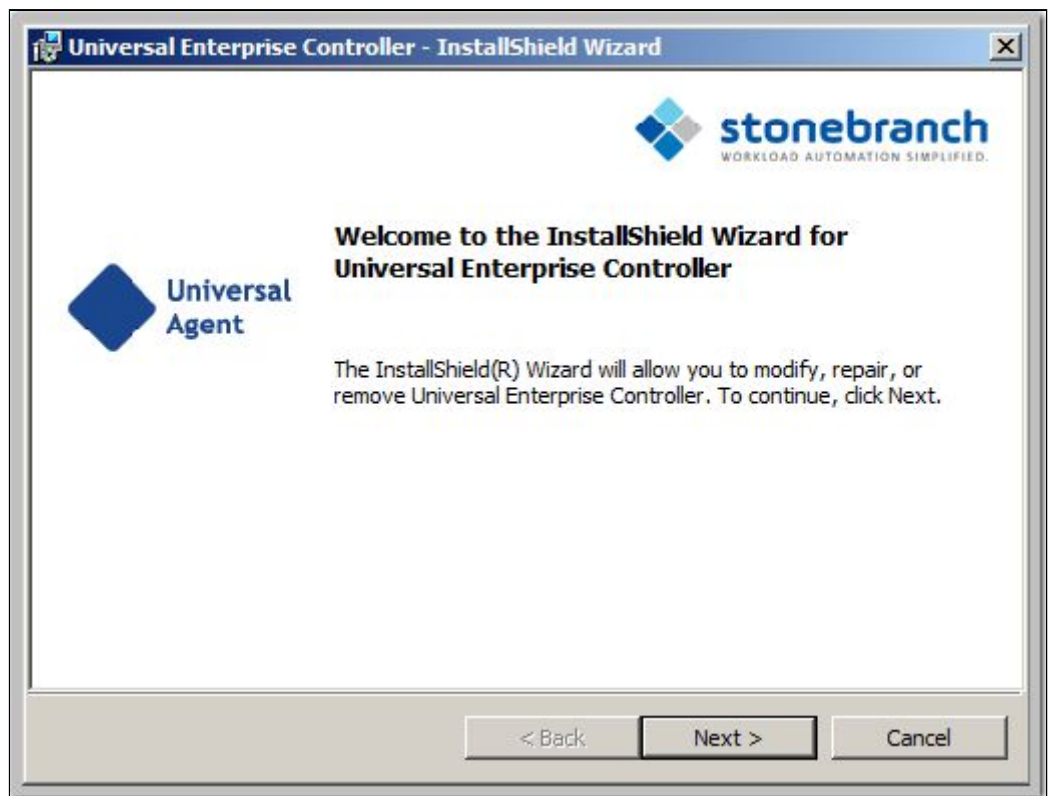 Universal Enterprise Controller - InstallShield Wizard
stonebranch
WORKLOAD AUTOMATION SIMPLIFIED.
Welcome to the InstallShield Wizard for
Universal Enterprise Controller
Universal
Agent
The InstallShield(R) Wizard will allow you to modify, repair, or
remove Universal Enterprise Controller. To continue, click Next.
< Back
Next >
Cancel